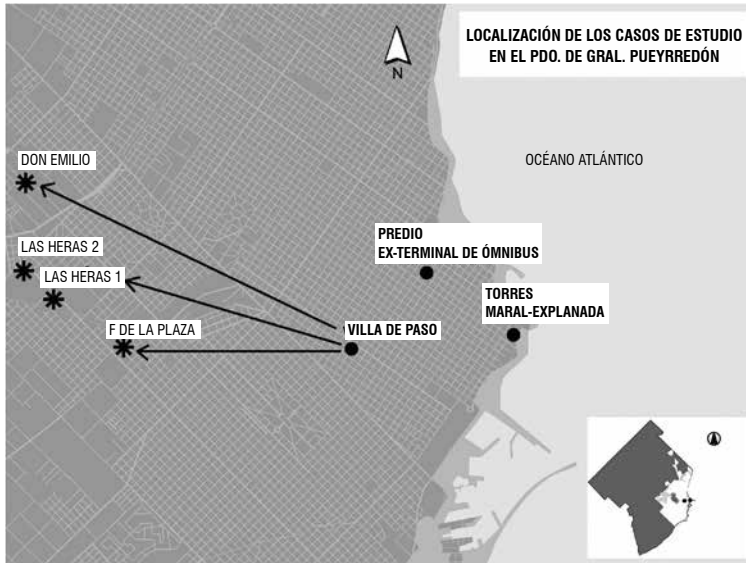 LOCALIZACIÓN DE LOS CASOS DE ESTUDIO
EN EL PDO. DE GRAL. PUEYRREDÓN
N
DON EMILIO
OCÉANO ATLÁNTICO
PREDIO
EX-TERMINAL DE ÓMNIBUS
LAS HERAS 2
LAS HERAS 1
TORRES
MARAL-EXPLANADA
F DE LA PLAZA
VILLA DE PASO